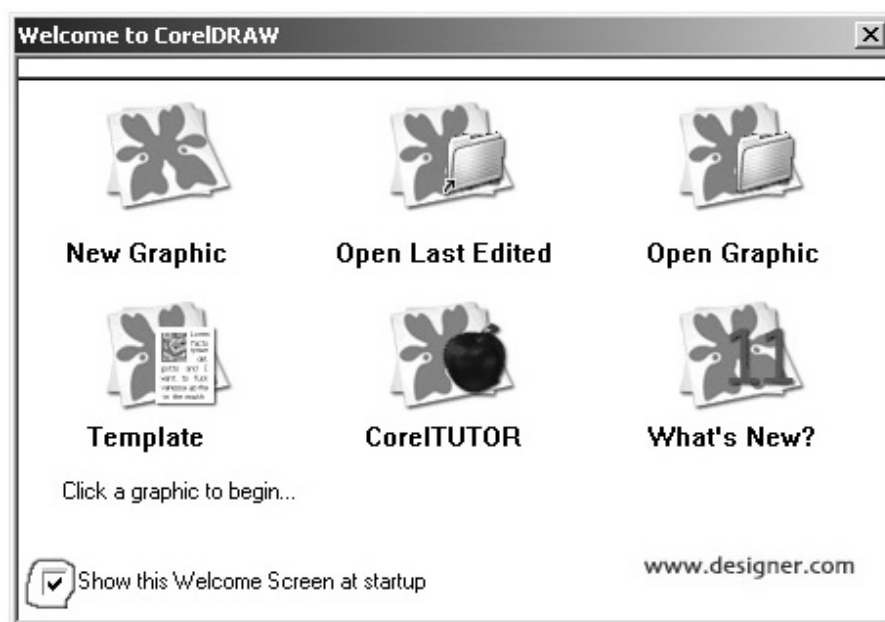 Welcome to CorelDRAW
New Graphic
Open Last Edited
Open Graphic
11
Template
CorelTUTOR
What's New?
Click a graphic to begin...
Show this Welcome Screen at startup
www.designer.com